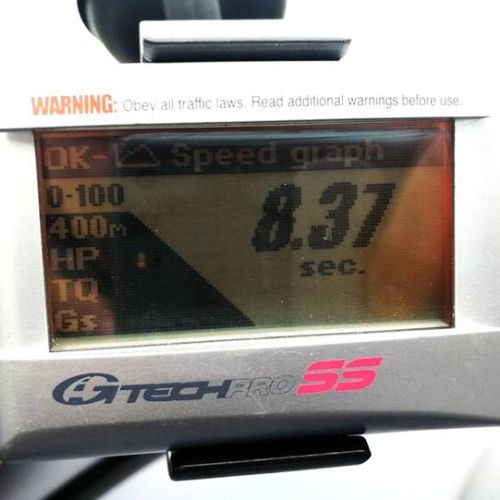 WARNING: Obey all traffic laws. Read additional warnings before use.
OK- Speed graph
0-100
8.37
400m
sec.
HP
TQ
Gs
G TECH PRO SS